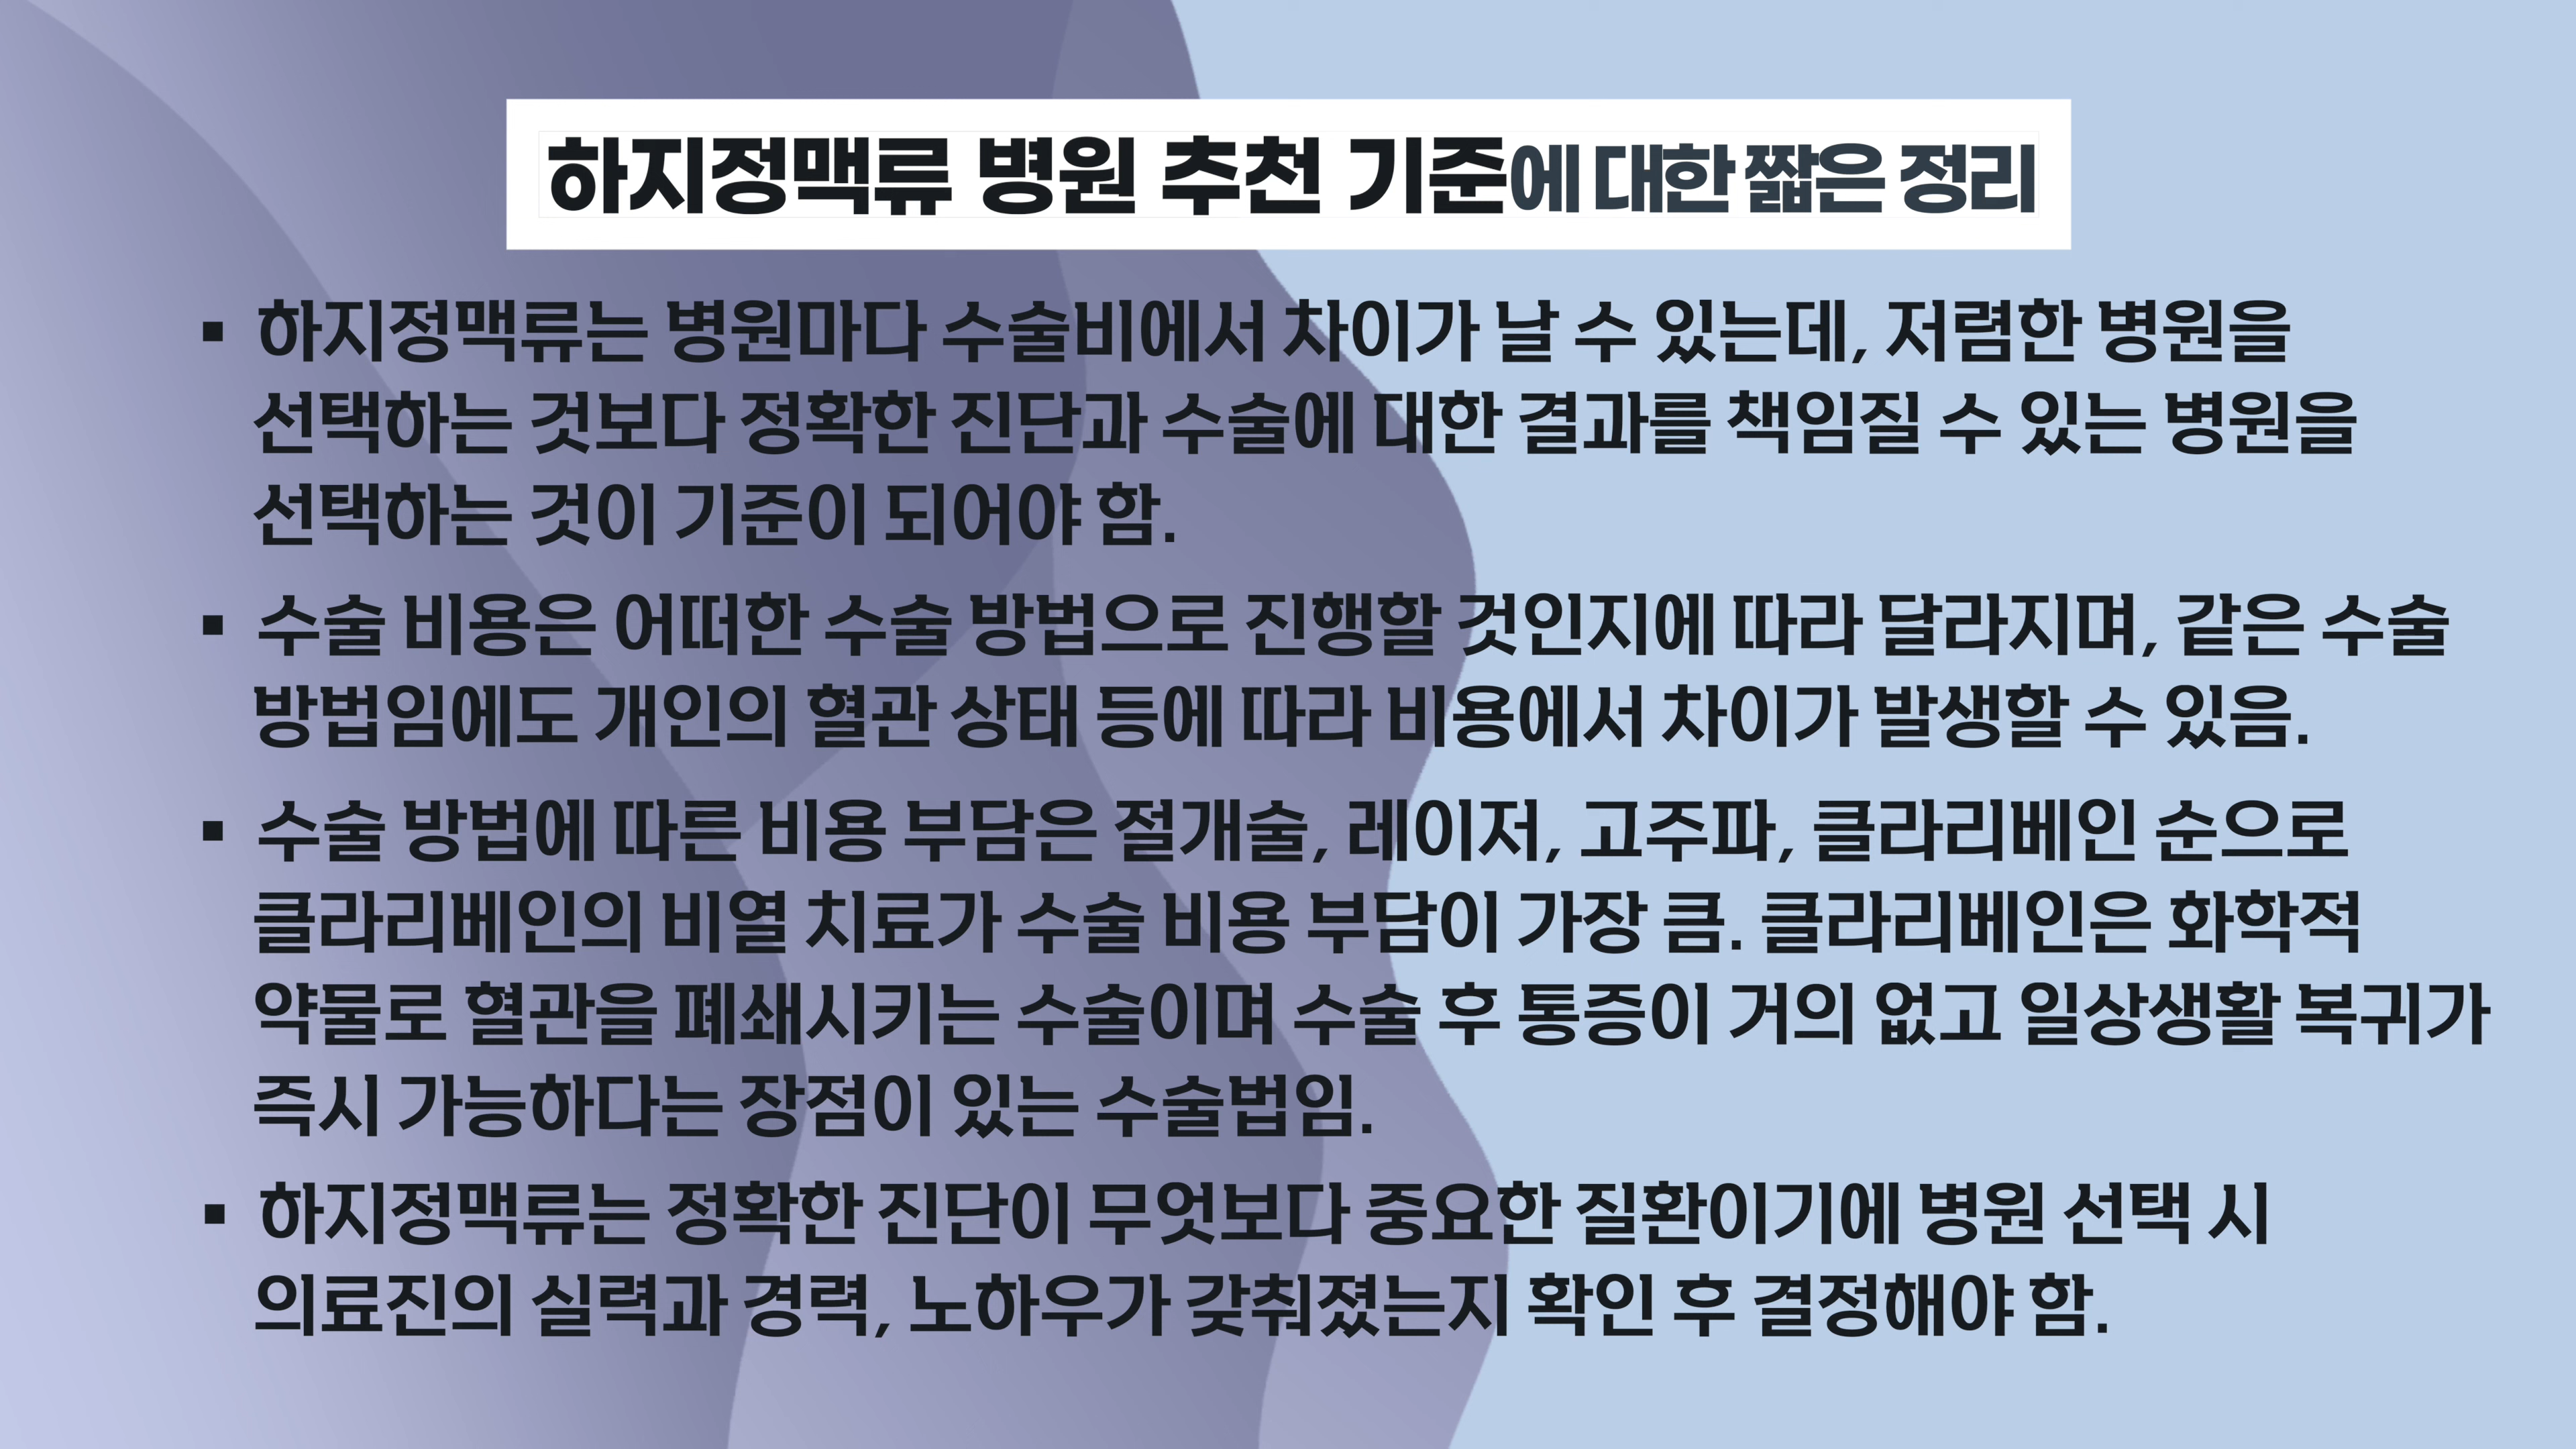 하지정맥류 병원 추천 기준에 대한 짧은 정리
▪ 하지정맥류는 병원마다 수술비에서 차이가 날 수 있는데, 저렴한 병원을
선택하는 것보다 정확한 진단과 수술에 대한 결과를 책임질 수 있는 병원을
선택하는 것이 기준이 되어야 함.
▪ 수술 비용은 어떠한 수술 방법으로 진행할 것인지에 따라 달라지며, 같은 수술
방법임에도 개인의 혈관 상태 등에 따라 비용에서 차이가 발생할 수 있음.
▪ 수술 방법에 따른 비용 부담은 절개술, 레이저, 고주파, 클라리베인 순으로
클라리베인의 비열 치료가 수술 비용 부담이 가장 큼. 클라리베인은 화학적
약물로 혈관을 폐쇄시키는 수술이며 수술 후 통증이 거의 없고 일상생활 복귀가
즉시 가능하다는 장점이 있는 수술법임.
▪ 하지정맥류는 정확한 진단이 무엇보다 중요한 질환이기에 병원 선택 시
의료진의 실력과 경력, 노하우가 갖춰졌는지 확인 후 결정해야 함.